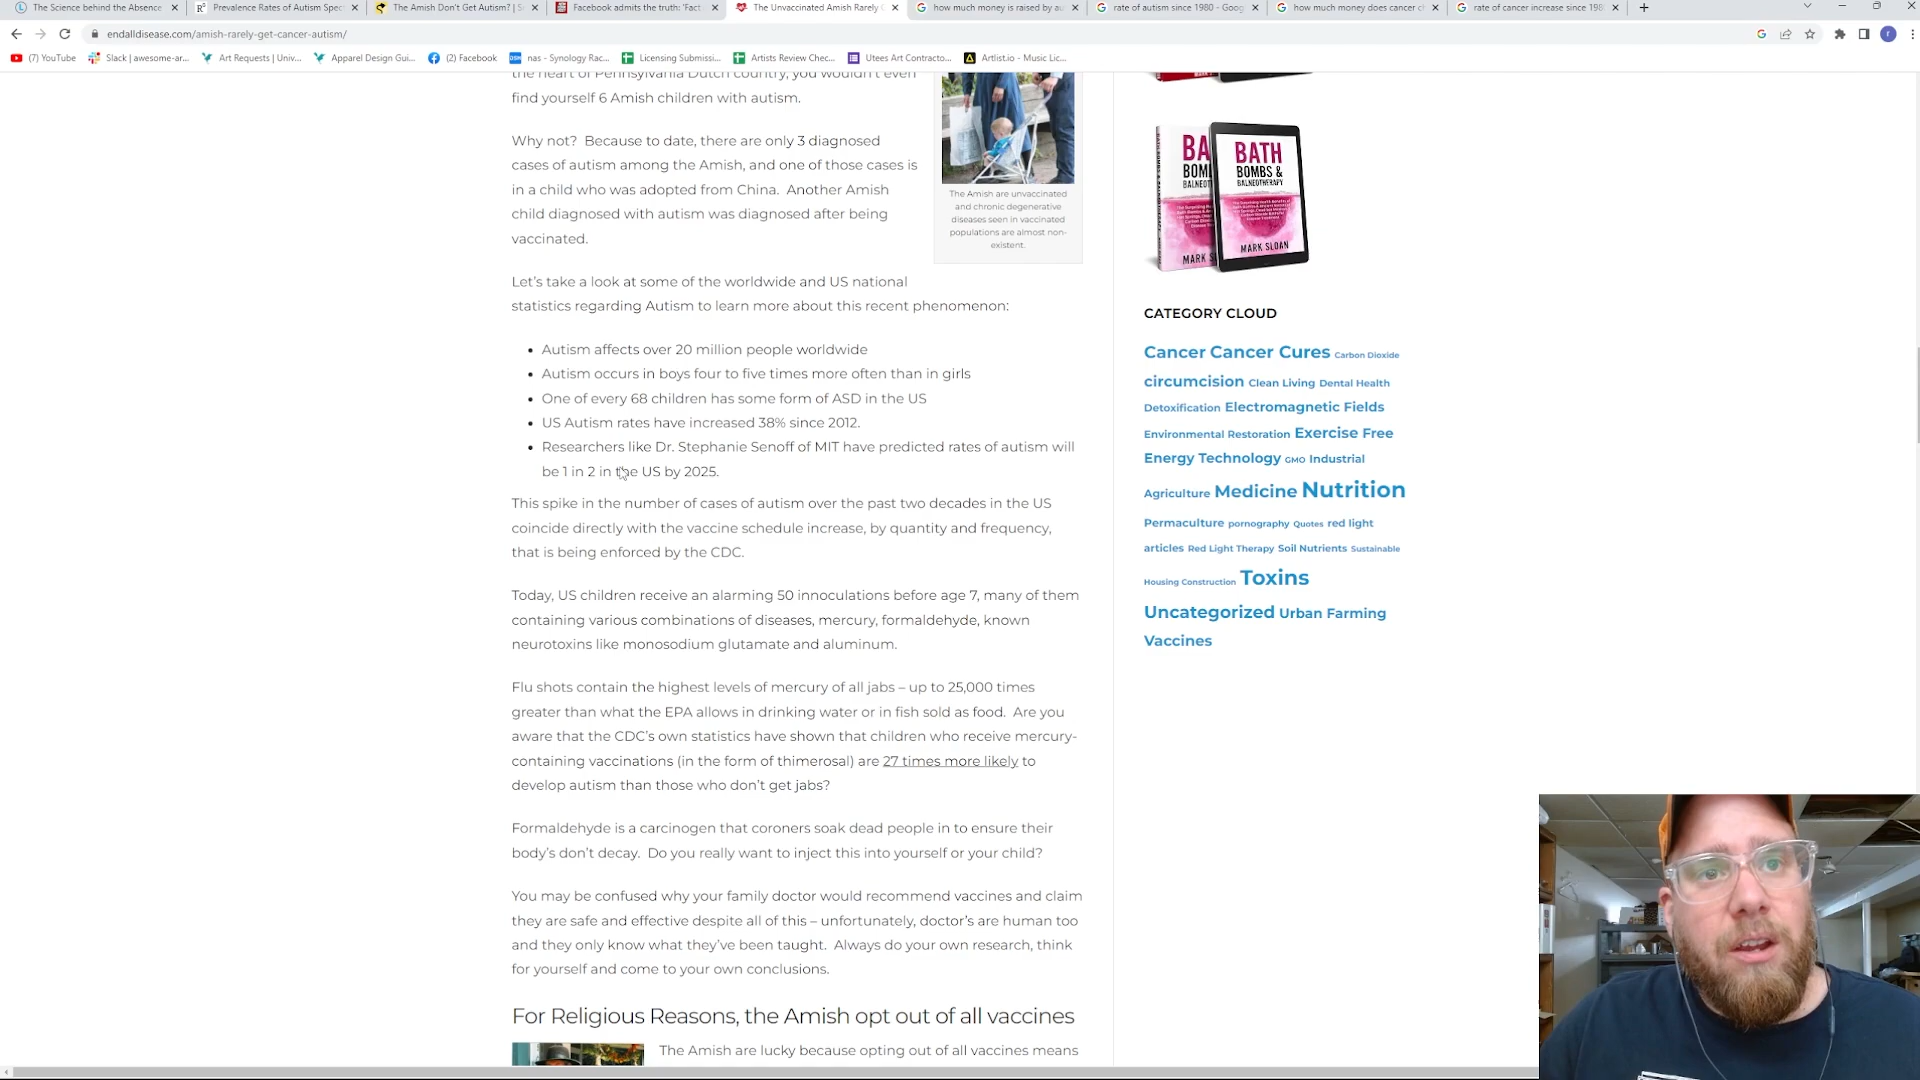 The Science behind the Absence
Prevalence Rates of Autism Spec
The Amish Don't Get Autism? | S
Facebook admits the truth: 'Fact
The Unvaccinated Amish Rarely
how much money is raised by au
rate of autism since 1980 - Goog
how much money does cancer c
rate of cancer increase since 198
endalldisease.com/amish-rarely-get-cancer-autism/
(7) YouTube
Slack | awesome-ar...
Art Requests | Univ...
Apparel Design Gui...
(2) Facebook
nas - Synology Rac...
Licensing Submissi...
Artists Review Chec...
Utees Art Contracto...
Artlist.io - Music Lic...
the heart of Pennsylvania Dutch country, you wouldn't even
find yourself 6 Amish children with autism.
Why not? Because to date, there are only 3 diagnosed
cases of autism among the Amish, and one of those cases is
in a child who was adopted from China. Another Amish
child diagnosed with autism was diagnosed after being
vaccinated.
The Amish are unvaccinated
and chronic degenerative
diseases seen in vaccinated
populations are almost non-
existent.
Let's take a look at some of the worldwide and US national
statistics regarding Autism to learn more about this recent phenomenon:
• Autism affects over 20 million people worldwide
• Autism occurs in boys four to five times more often than in girls
• One of every 68 children has some form of ASD in the US
• US Autism rates have increased 38% since 2012.
• Researchers like Dr. Stephanie Senoff of MIT have predicted rates of autism will
be 1 in 2 in the US by 2025.
This spike in the number of cases of autism over the past two decades in the US
coincide directly with the vaccine schedule increase, by quantity and frequency,
that is being enforced by the CDC.
Today, US children receive an alarming 50 innoculations before age 7, many of them
containing various combinations of diseases, mercury, formaldehyde, known
neurotoxins like monosodium glutamate and aluminum.
Flu shots contain the highest levels of mercury of all jabs – up to 25,000 times
greater than what the EPA allows in drinking water or in fish sold as food. Are you
aware that the CDC's own statistics have shown that children who receive mercury-
containing vaccinations (in the form of thimerosal) are 27 times more likely to
develop autism than those who don't get jabs?
Formaldehyde is a carcinogen that coroners soak dead people in to ensure their
body's don't decay. Do you really want to inject this into yourself or your child?
You may be confused why your family doctor would recommend vaccines and claim
they are safe and effective despite all of this – unfortunately, doctor's are human too
and they only know what they've been taught. Always do your own research, think
for yourself and come to your own conclusions.
For Religious Reasons, the Amish opt out of all vaccines
The Amish are lucky because opting out of all vaccines means
BATH
BOMBS &
BALNEOTHERAPY
MARK SLOAN
CATEGORY CLOUD
Cancer Cancer Cures Carbon Dioxide
circumcision Clean Living Dental Health
Detoxification Electromagnetic Fields
Environmental Restoration Exercise Free
Energy Technology GMO Industrial
Agriculture Medicine Nutrition
Permaculture pornography Quotes red light
articles Red Light Therapy Soil Nutrients Sustainable
Housing Construction Toxins
Uncategorized Urban Farming
Vaccines